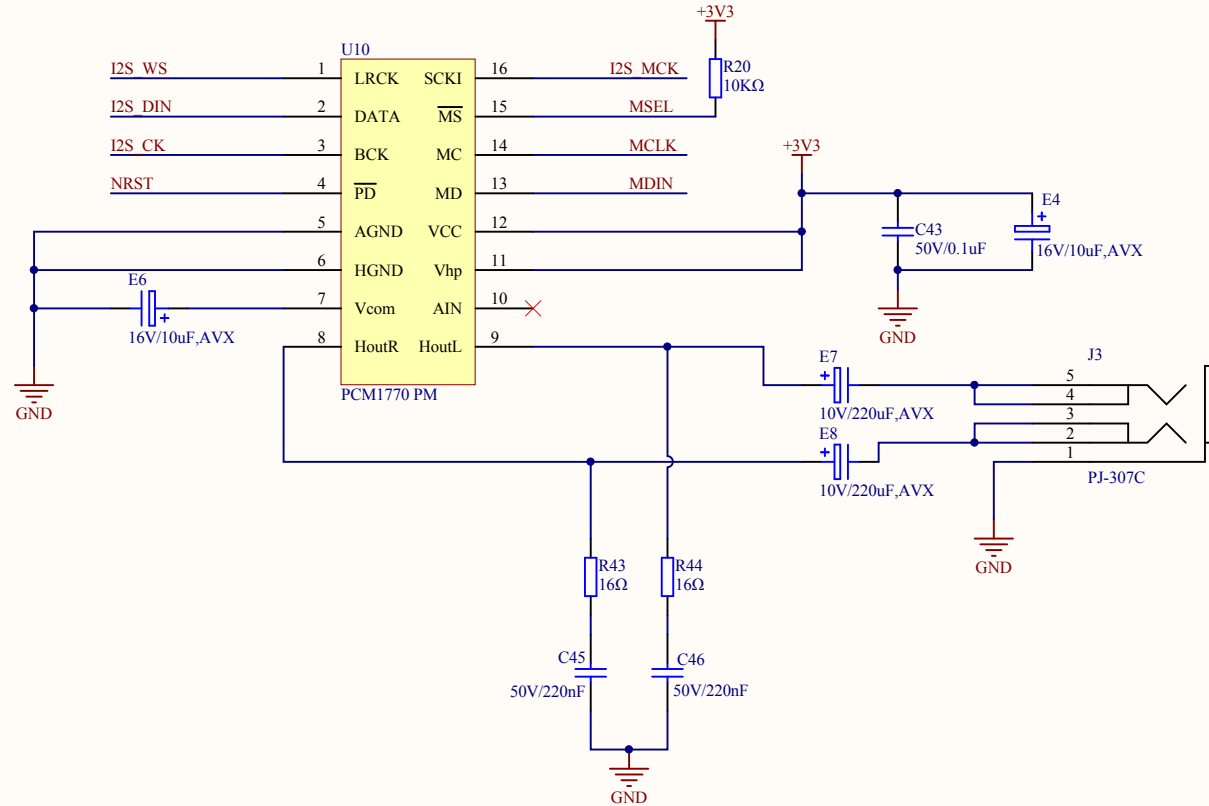 +3V3
U10
R20
10KΩ
I2S_WS
1
LRCK
SCKI
16
I2S_MCK
I2S_DIN
2
DATA
MS
15
MSEL
I2S_CK
3
BCK
MC
14
MCLK
+3V3
NRST
4
PD
MD
13
MDIN
E4
+
16V/10uF,AVX
C43
50V/0.1uF
GND
5
AGND
VCC
12
6
HGND
Vhp
11
E6
+
16V/10uF,AVX
7
Vcom
AIN
10
8
HoutR
HoutL
9
PCM1770 PM
GND
E7
+
10V/220uF,AVX
E8
+
10V/220uF,AVX
J3
5
4
3
2
1
PJ-307C
GND
R43
16Ω
R44
16Ω
C45
50V/220nF
C46
50V/220nF
GND